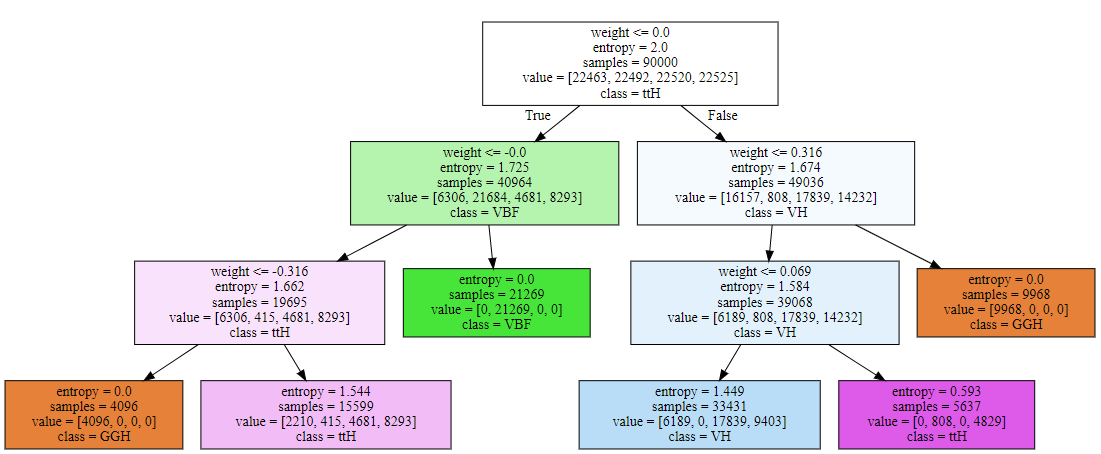 weight <= 0.0
entropy = 2.0
samples = 90000
value = [22463, 22492, 22520, 22525]
class = ttH
True
False
weight <= -0.0
entropy = 1.725
samples = 40964
value = [6306, 21684, 4681, 8293]
class = VBF
weight <= 0.316
entropy = 1.674
samples = 49036
value = [16157, 808, 17839, 14232]
class = VH
weight <= -0.316
entropy = 1.662
samples = 19695
value = [6306, 415, 4681, 8293]
class = ttH
entropy = 0.0
samples = 21269
value = [0, 21269, 0, 0]
class = VBF
weight <= 0.069
entropy = 1.584
samples = 39068
value = [6189, 808, 17839, 14232]
class = VH
entropy = 0.0
samples = 9968
value = [9968, 0, 0, 0]
class = GGH
entropy = 0.0
samples = 4096
value = [4096, 0, 0, 0]
class = GGH
entropy = 1.544
samples = 15599
value = [2210, 415, 4681, 8293]
class = ttH
entropy = 1.449
samples = 33431
value = [6189, 0, 17839, 9403]
class = VH
entropy = 0.593
samples = 5637
value = [0, 808, 0, 4829]
class = ttH